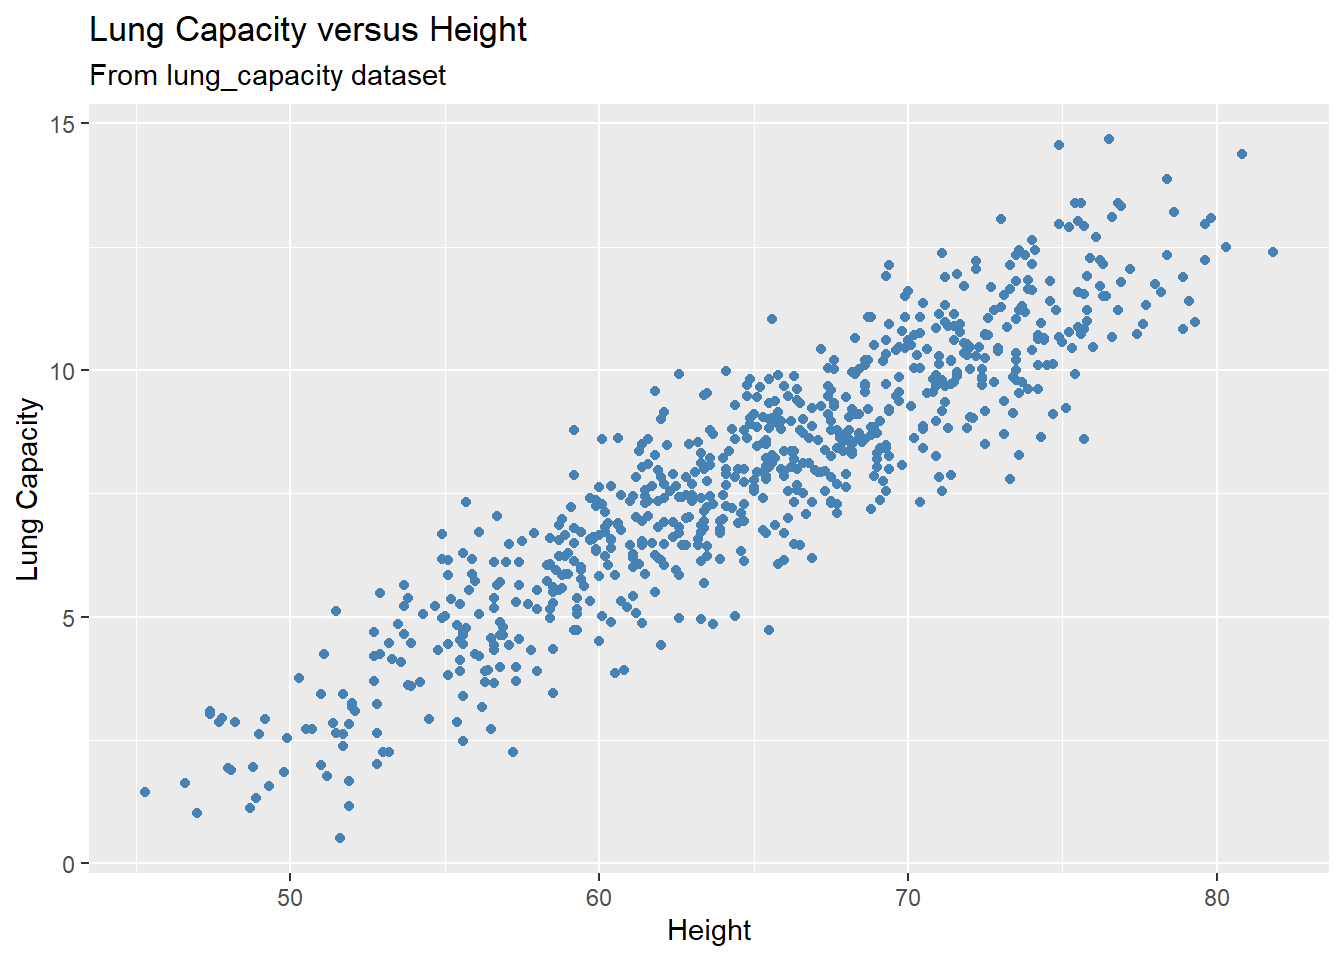 Lung Capacity versus Height
From lung_capacity dataset
15
10
5
0
Lung Capacity
50 60 70 80
Height